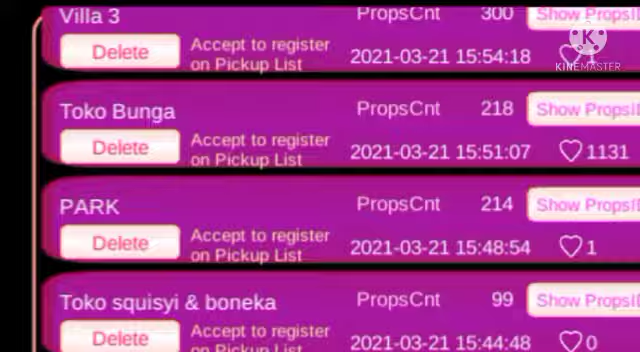 Villa 3 PropsCnt 300 Show PropsI
Delete Accept to register on Pickup List 2021-03-21 15:54:18
KINEMASTER
Toko Bunga PropsCnt 218 Show PropsI
Delete Accept to register on Pickup List 2021-03-21 15:51:07 1131
PARK PropsCnt 214 Show PropsI
Delete Accept to register on Pickup List 2021-03-21 15:48:54 1
Toko squisyi & boneka PropsCnt 99 Show PropsI
Delete Accept to register on Pickup List 2021-03-21 15:44:48 0